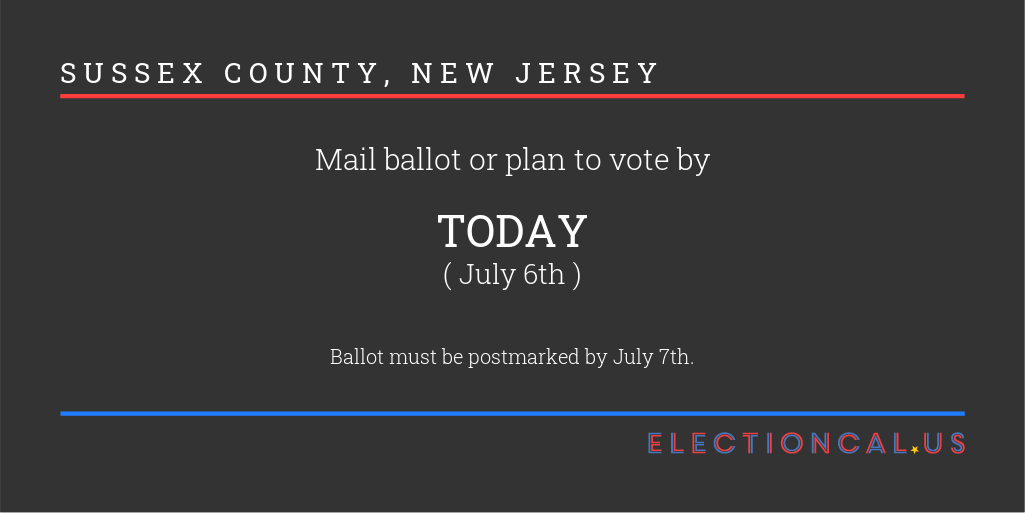 SUSSEX COUNTY, NEW JERSEY
Mail ballot or plan to vote by
TODAY
( July 6th )
Ballot must be postmarked by July 7th.
ELECTIONCAL.US